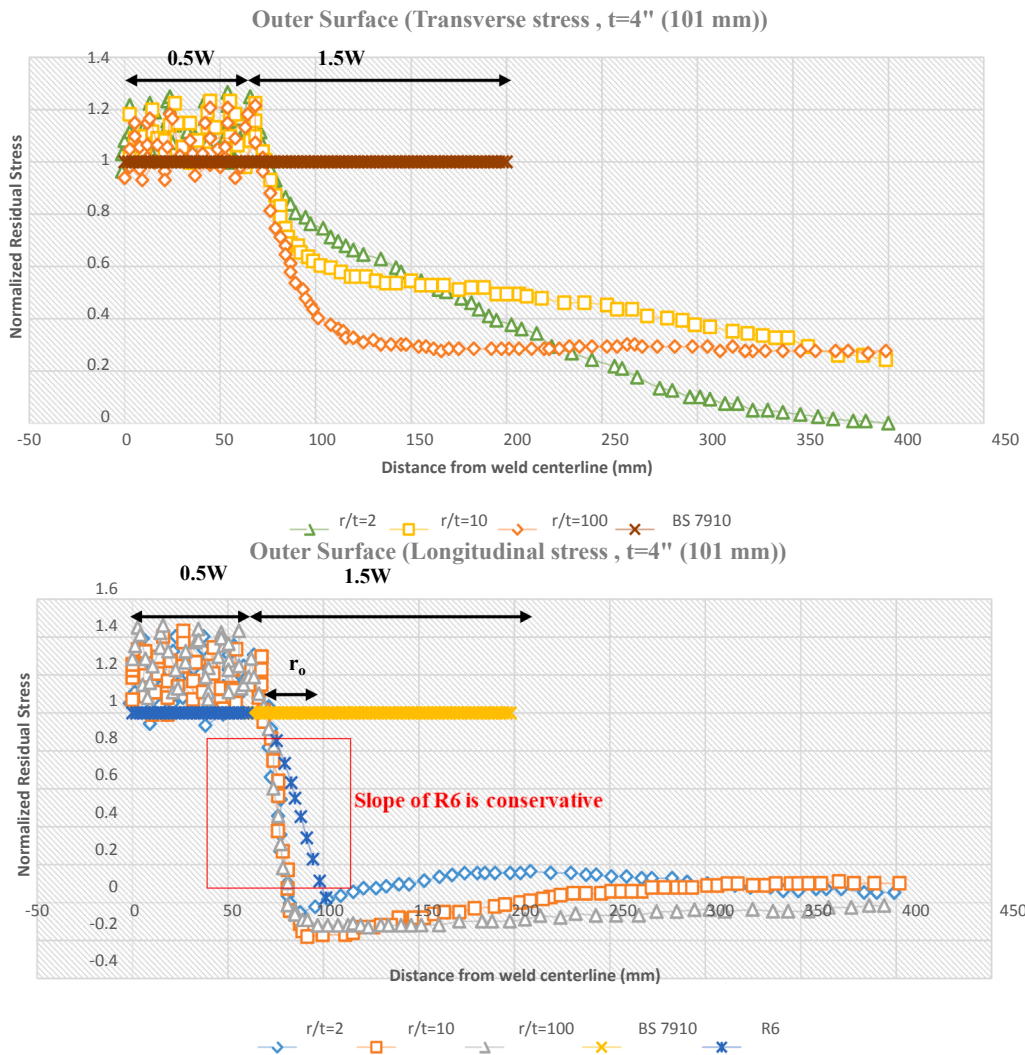 Outer Surface (Transverse stress , t=4" (101 mm))
1.4
0.5W 1.5W
1.2
1
0.8
0.6
0.4
0.2
0
Normalized Residual Stress
-50 0 50 100 150 200 250 300 350 400 450
Distance from weld centerline (mm)
r/t=2 r/t=10 r/t=100 BS 7910
Outer Surface (Longitudinal stress , t=4" (101 mm))
1.6
0.5W 1.5W
1.4
1.2
ro
1
0.8
0.6
Slope of R6 is conservative
0.4
0.2
0
Normalized Residual Stress
-50 0 50 100 150 200 250 300 350 400 450
-0.2
-0.4
Distance from weld centerline (mm)
r/t=2 r/t=10 r/t=100 BS 7910 R6